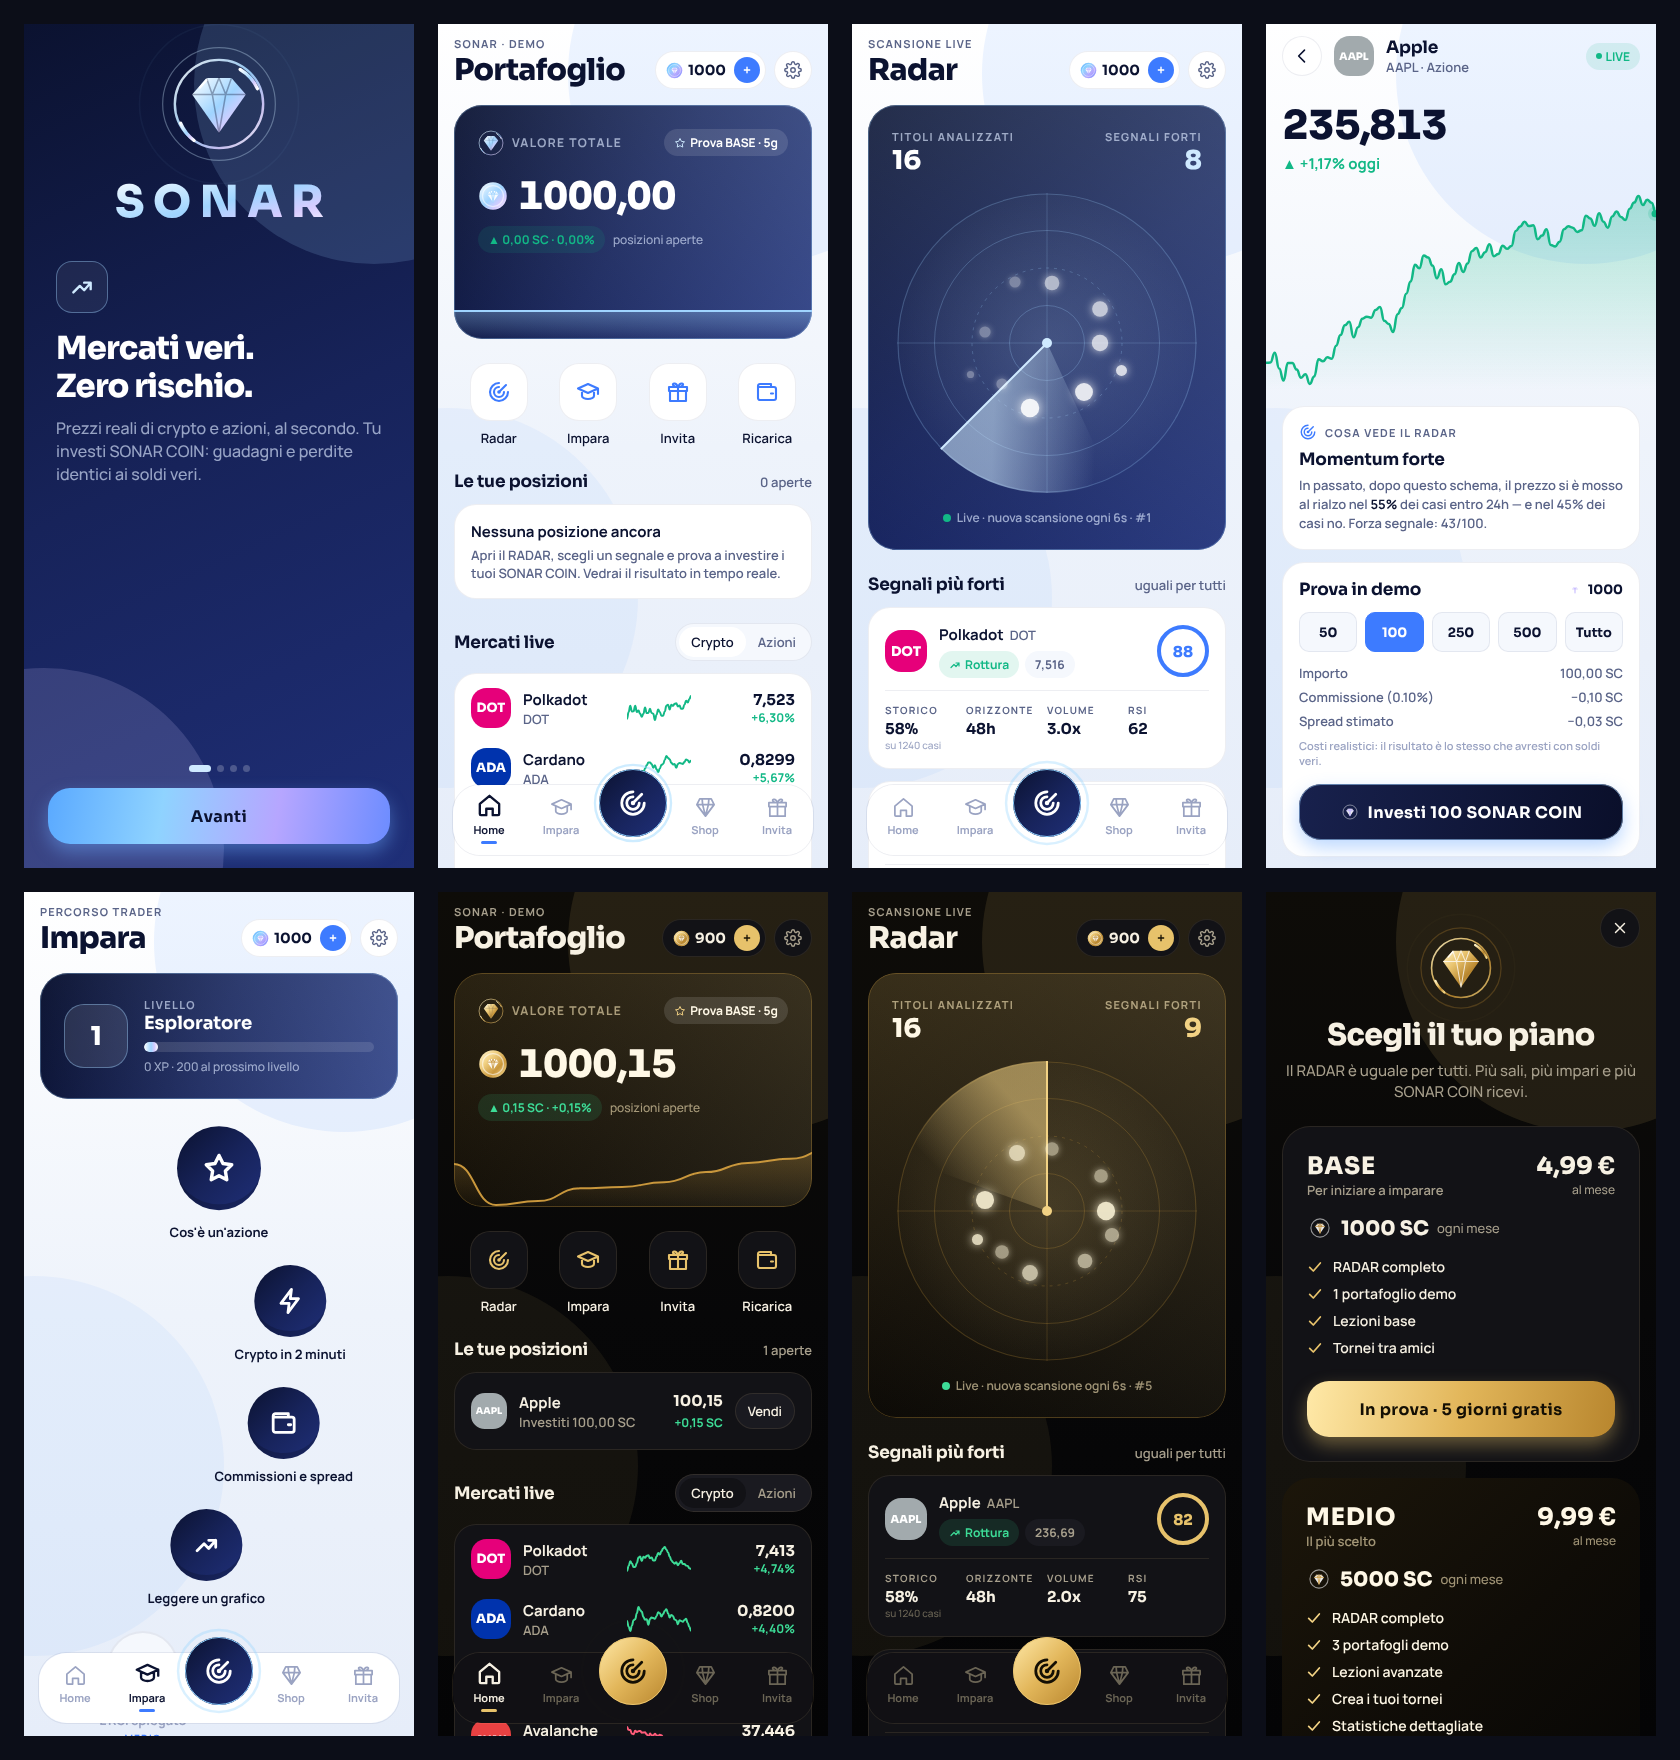 SONAR
Mercati veri.
Zero rischio.
Prezzi reali di crypto e azioni, al secondo. Tu
investi SONAR COIN: guadagni e perdite
identici ai soldi veri.
Avanti
SONAR · DEMO
Portafoglio
1000 +
VALORE TOTALE
Prova BASE · 5g
1000,00
▲ 0,00 SC · 0,00% posizioni aperte
Radar Impara Invita Ricarica
Le tue posizioni 0 aperte
Nessuna posizione ancora
Apri il RADAR, scegli un segnale e prova a investire i
tuoi SONAR COIN. Vedrai il risultato in tempo reale.
Mercati live Crypto Azioni
DOT Polkadot 7,523
DOT +6,30%
ADA Cardano 0,8299
ADA +5,67%
Home Impara Shop Invita
SCANSIONE LIVE
Radar
1000 +
TITOLI ANALIZZATI SEGNALI FORTI
16 8
Live · nuova scansione ogni 6s · #1
Segnali più forti uguali per tutti
DOT Polkadot DOT 88
Rottura 7,516
STORICO ORIZZONTE VOLUME RSI
58% 48h 3.0x 62
su 1240 casi
Home Impara Shop Invita
AAPL Apple LIVE
AAPL · Azione
235,813
▲ +1,17% oggi
COSA VEDE IL RADAR
Momentum forte
In passato, dopo questo schema, il prezzo si è mosso
al rialzo nel 55% dei casi entro 24h — e nel 45% dei
casi no. Forza segnale: 43/100.
Prova in demo 1000
50 100 250 500 Tutto
Importo 100,00 SC
Commissione (0.10%) −0,10 SC
Spread stimato −0,03 SC
Costi realistici: il risultato è lo stesso che avresti con soldi
veri.
Investi 100 SONAR COIN
PERCORSO TRADER
Impara
1000 +
1
LIVELLO
Esploratore
0 XP · 200 al prossimo livello
Cos'è un'azione
Crypto in 2 minuti
Commissioni e spread
Leggere un grafico
Home Impara Shop Invita
SONAR · DEMO
Portafoglio
900 +
VALORE TOTALE
Prova BASE · 5g
1000,15
▲ 0,15 SC · +0,15% posizioni aperte
Radar Impara Invita Ricarica
Le tue posizioni 1 aperte
AAPL Apple 100,15 Vendi
Investiti 100,00 SC +0,15 SC
Mercati live Crypto Azioni
DOT Polkadot 7,413
DOT +4,74%
ADA Cardano 0,8200
ADA +4,40%
Home Impara Shop Invita
Avalanche 37,446
SCANSIONE LIVE
Radar
900 +
TITOLI ANALIZZATI SEGNALI FORTI
16 9
Live · nuova scansione ogni 6s · #5
Segnali più forti uguali per tutti
AAPL Apple AAPL 82
Rottura 236,69
STORICO ORIZZONTE VOLUME RSI
58% 48h 2.0x 75
su 1240 casi
Home Impara Shop Invita
Scegli il tuo piano
Il RADAR è uguale per tutti. Più sali, più impari e più
SONAR COIN ricevi.
BASE 4,99 €
Per iniziare a imparare al mese
1000 SC ogni mese
RADAR completo
1 portafoglio demo
Lezioni base
Tornei tra amici
In prova · 5 giorni gratis
MEDIO 9,99 €
Il più scelto al mese
5000 SC ogni mese
RADAR completo
3 portafogli demo
Lezioni avanzate
Crea i tuoi tornei
Statistiche dettagliate